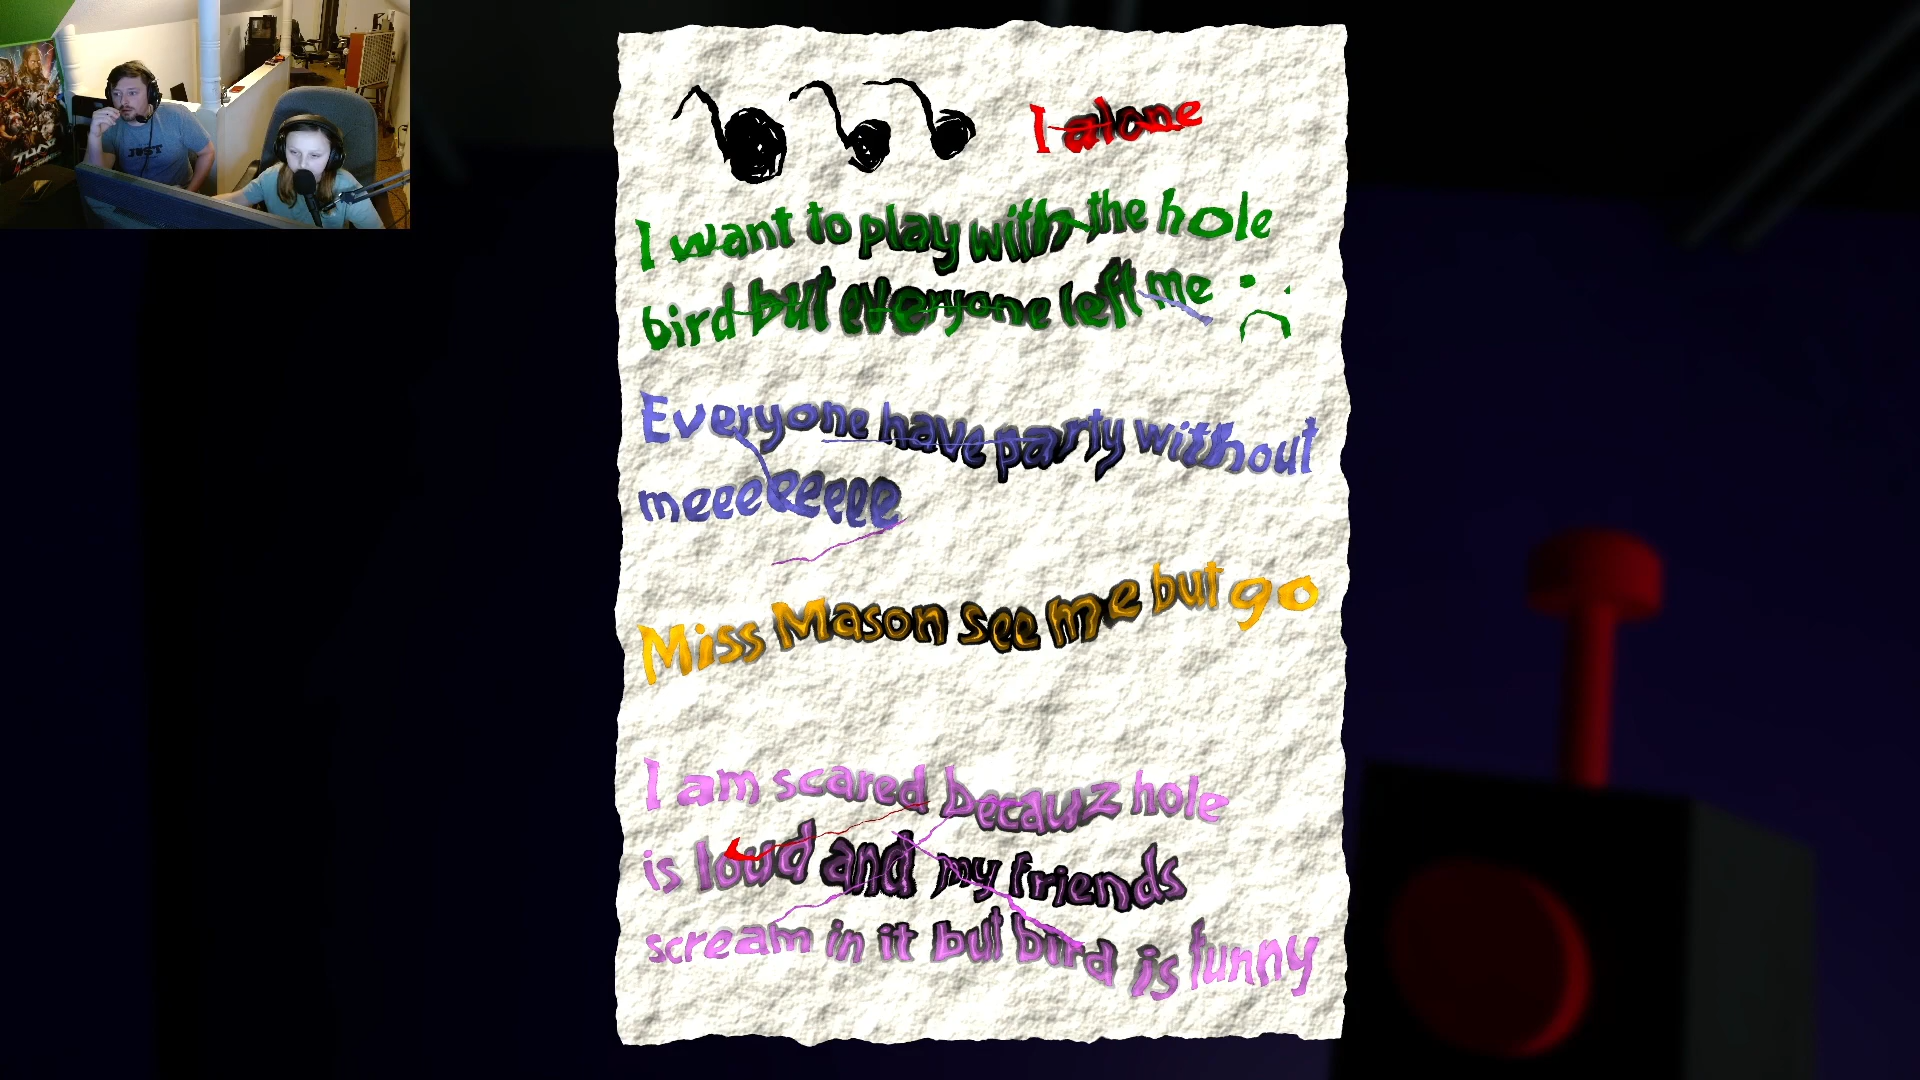 I alone
I want to play with the hole
bird but everyone left me
Everyone have party without
meeeeeeee
Miss Mason see me but go
I am scared becauz hole
is loud and my friends
scream in it but bird is funny
JUST